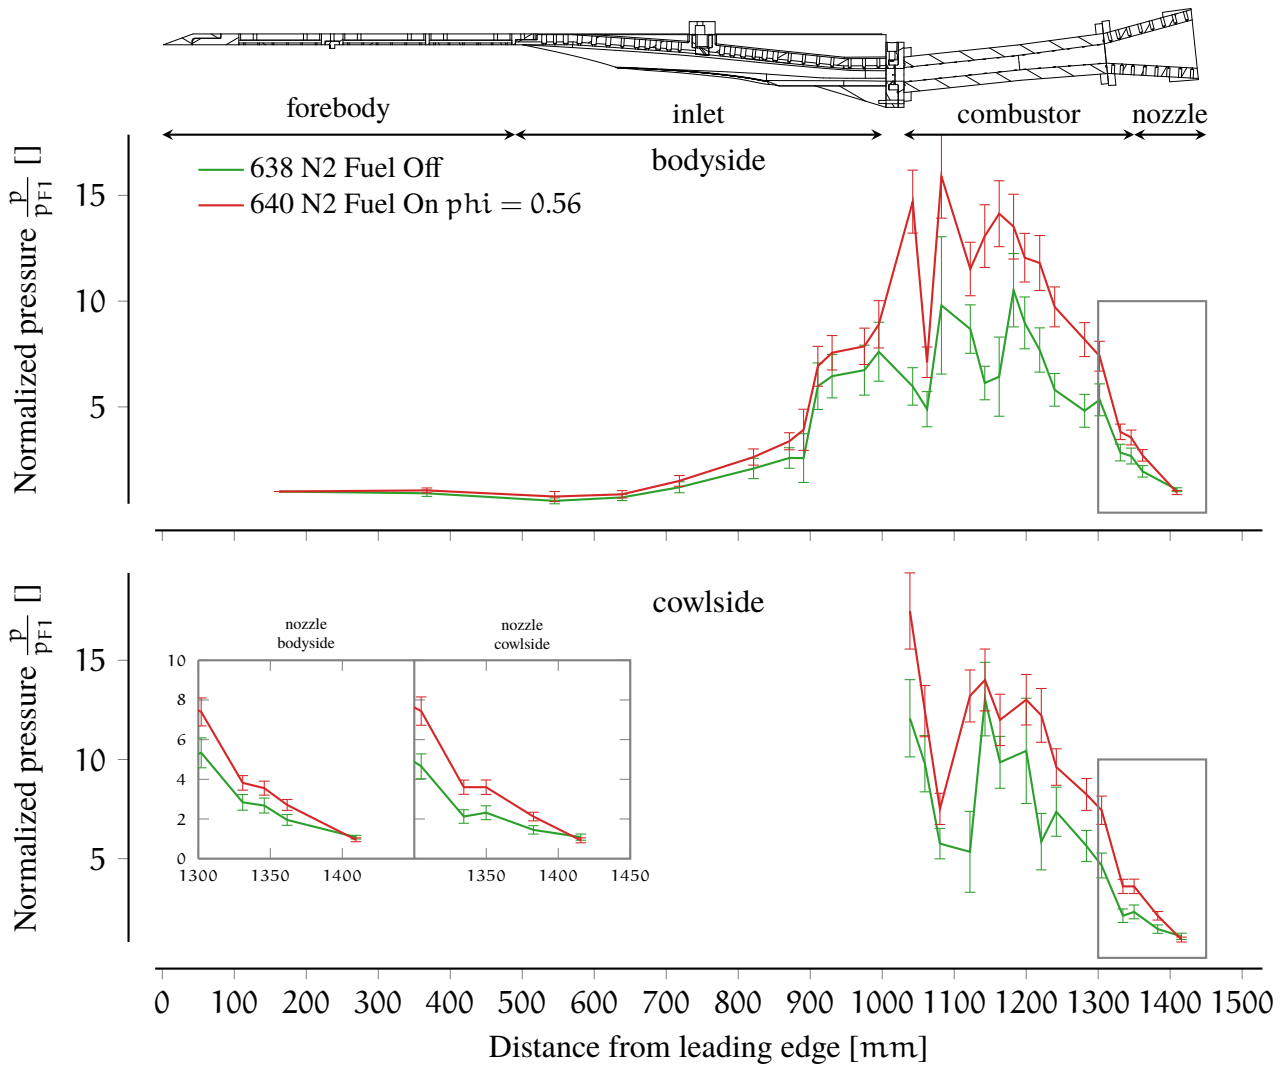 forebody inlet combustor nozzle
bodyside
638 N2 Fuel Off
640 N2 Fuel On phi = 0.56
Normalized pressure p/pF1 []
15
10
5
cowlside
Normalized pressure p/pF1 []
15
10
5
nozzle
bodyside
nozzle
cowlside
10
8
6
4
2
0
1300 1350 1400 1350 1400 1450
0 100 200 300 400 500 600 700 800 900 1000 1100 1200 1300 1400 1500
Distance from leading edge [mm]